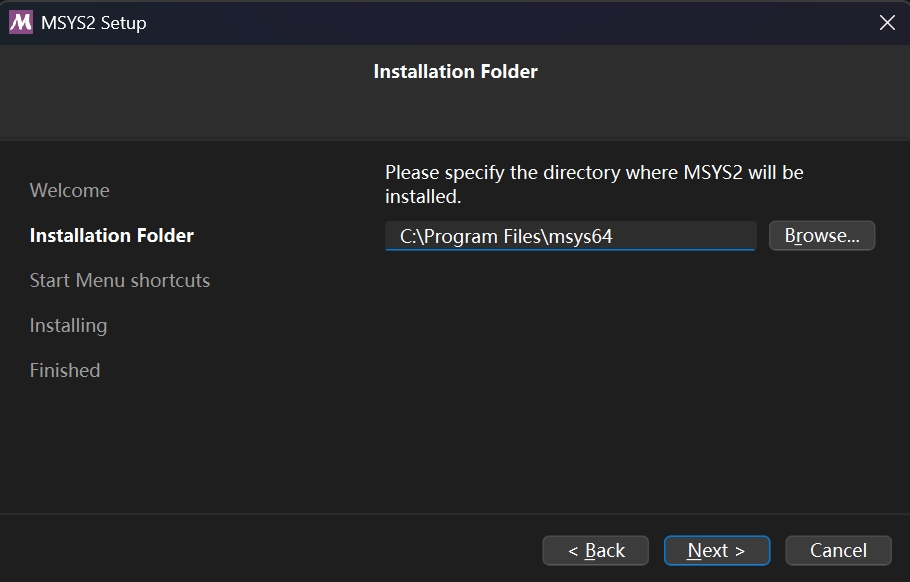 MSYS2 Setup
Installation Folder
Welcome
Installation Folder
Start Menu shortcuts
Installing
Finished
Please specify the directory where MSYS2 will be
installed.
C:\Program Files\msys64
Browse...
< Back
Next >
Cancel